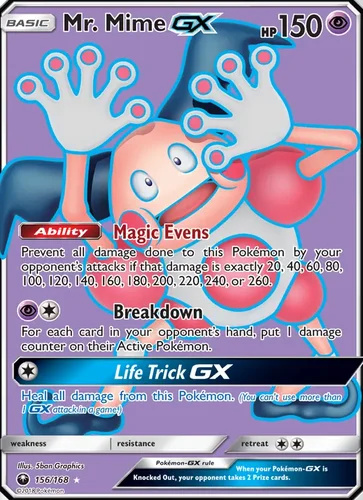 BASIC Mr. Mime GX HP 150
Ability Magic Evens
Prevent all damage done to this Pokémon by your
opponent's attacks if that damage is exactly 20, 40, 60, 80,
100, 120, 140, 160, 180, 200, 220, 240, or 260.
Breakdown
For each card in your opponent's hand, put 1 damage
counter on their Active Pokémon.
Life Trick GX
Heal all damage from this Pokémon. (You can't use more than
1 GX attack in a game.)
weakness resistance retreat
Illus. 5ban Graphics
Pokémon-GX rule
156/168
When your Pokémon-GX is
Knocked Out, your opponent takes 2 Prize cards.
©2018 Pokémon